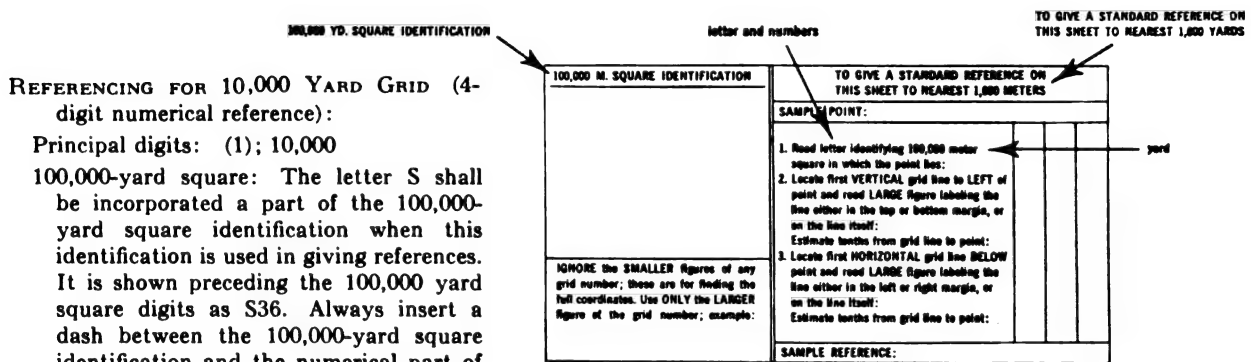 TO GIVE A STANDARD REFERENCE ON
THIS SHEET TO NEAREST 1,000 YARDS
100,000 YD. SQUARE IDENTIFICATION
letter and numbers
REFERENCING FOR 10,000 YARD GRID (4-
digit numerical reference):
Principal digits: (1); 10,000
100,000-yard square: The letter S shall
be incorporated a part of the 100,000-
yard square identification when this
identification is used in giving references.
It is shown preceding the 100,000 yard
square digits as S36. Always insert a
dash between the 100,000-yard square
identification and the numerical part of
100,000 M. SQUARE IDENTIFICATION
IGNORE the SMALLER figures of any
grid number; these are for finding the
full coordinates. Use ONLY the LARGER
figure of the grid number; example:
TO GIVE A STANDARD REFERENCE ON
THIS SHEET TO NEAREST 1,000 METERS
SAMPLE POINT:
1. Read letter identifying 100,000 meter
square in which the point lies:
2. Locate first VERTICAL grid line to LEFT of
point and read LARGE figure labeling the
line either in the top or bottom margin, or
on the line itself:
Estimate tenths from grid line to point:
3. Locate first HORIZONTAL grid line BELOW
point and read LARGE figure labeling the
line either in the left or right margin, or
on the line itself:
Estimate tenths from grid line to point:
SAMPLE REFERENCE:
yard